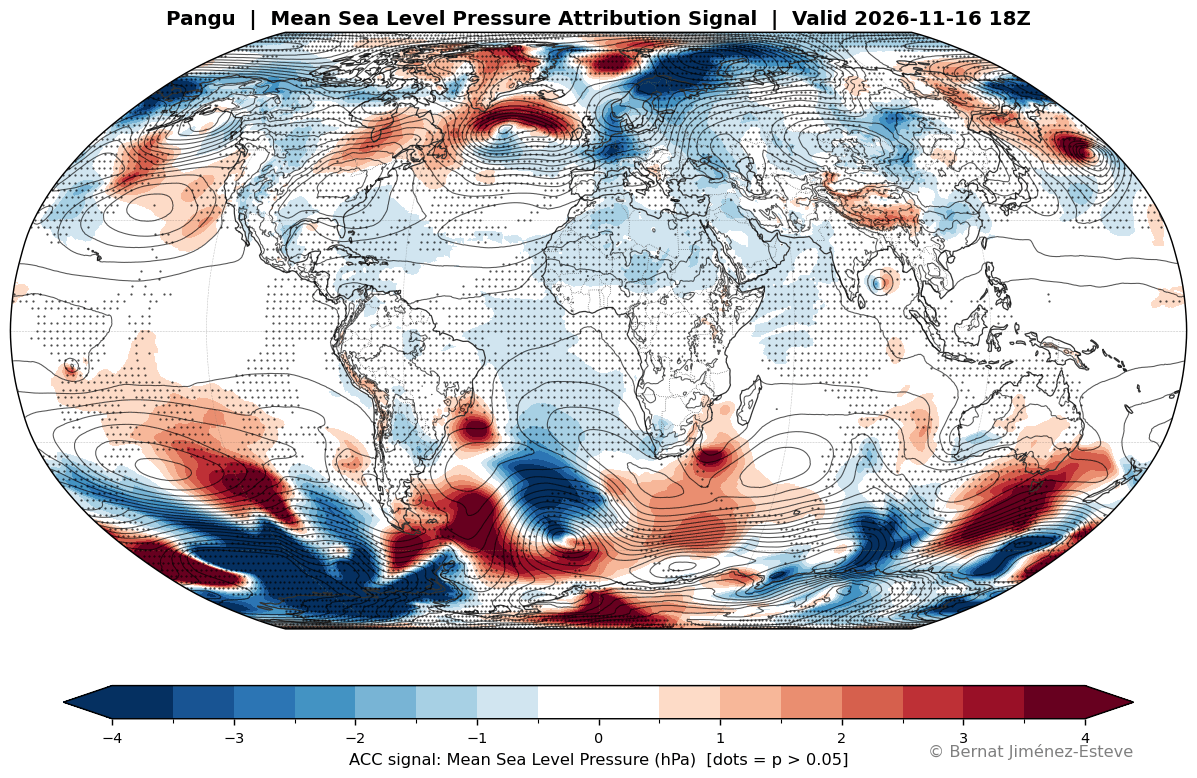 Pangu | Mean Sea Level Pressure Attribution Signal | Valid 2026-11-16 18Z
−4 −3 −2 −1 0 1 2 3 4
ACC signal: Mean Sea Level Pressure (hPa) [dots = p > 0.05]
© Bernat Jiménez-Esteve